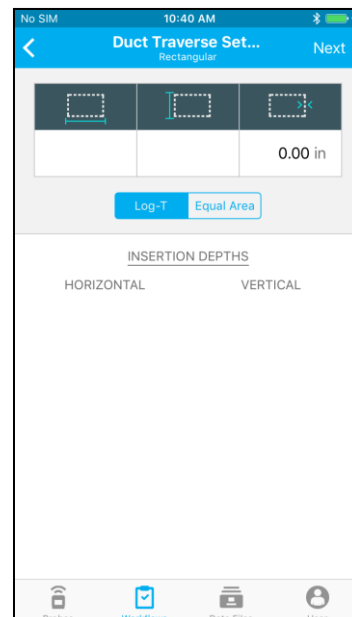 No SIM 10:40 AM
Duct Traverse Set... Next
Rectangular
0.00 in
Log-T Equal Area
INSERTION DEPTHS
HORIZONTAL VERTICAL